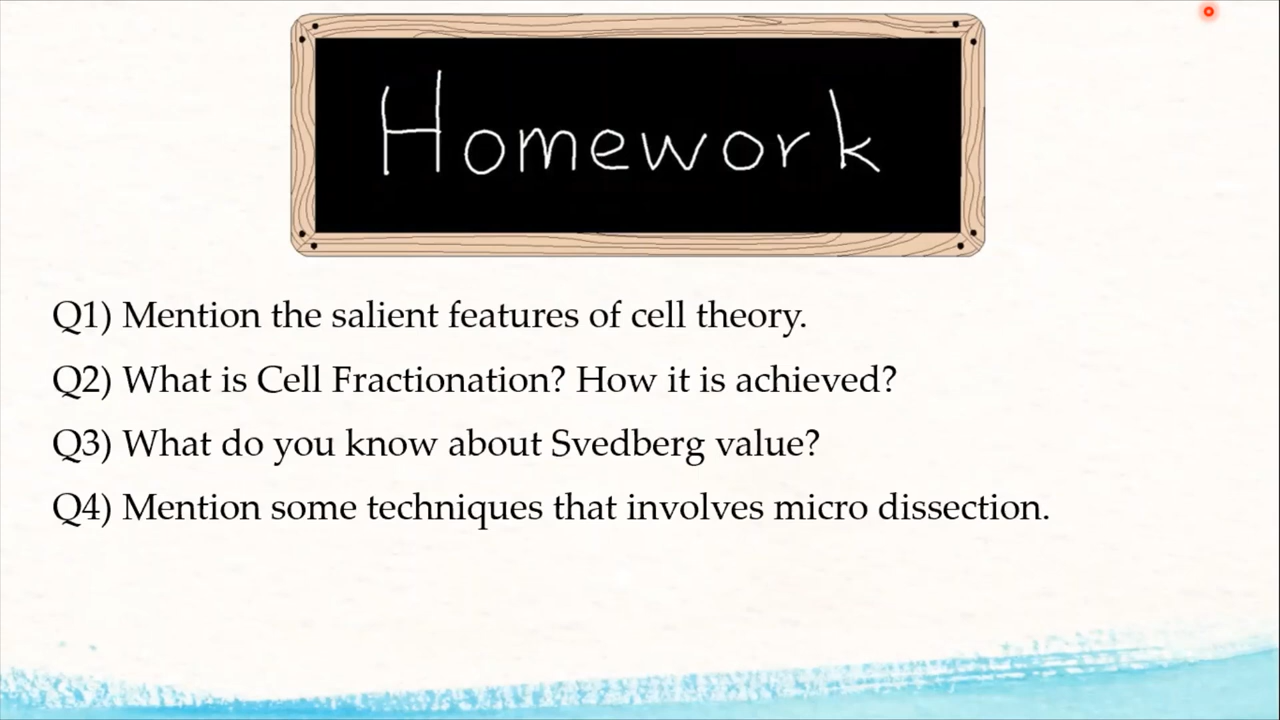 Homework
Q1) Mention the salient features of cell theory.
Q2) What is Cell Fractionation? How it is achieved?
Q3) What do you know about Svedberg value?
Q4) Mention some techniques that involves micro dissection.